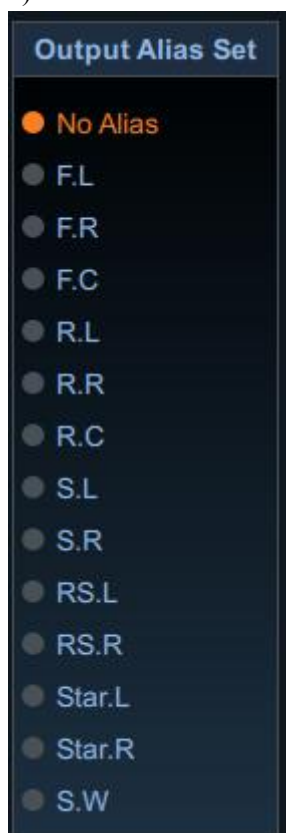 Output Alias Set
No Alias
F.L
F.R
F.C
R.L
R.R
R.C
S.L
S.R
RS.L
RS.R
Star.L
Star.R
S.W